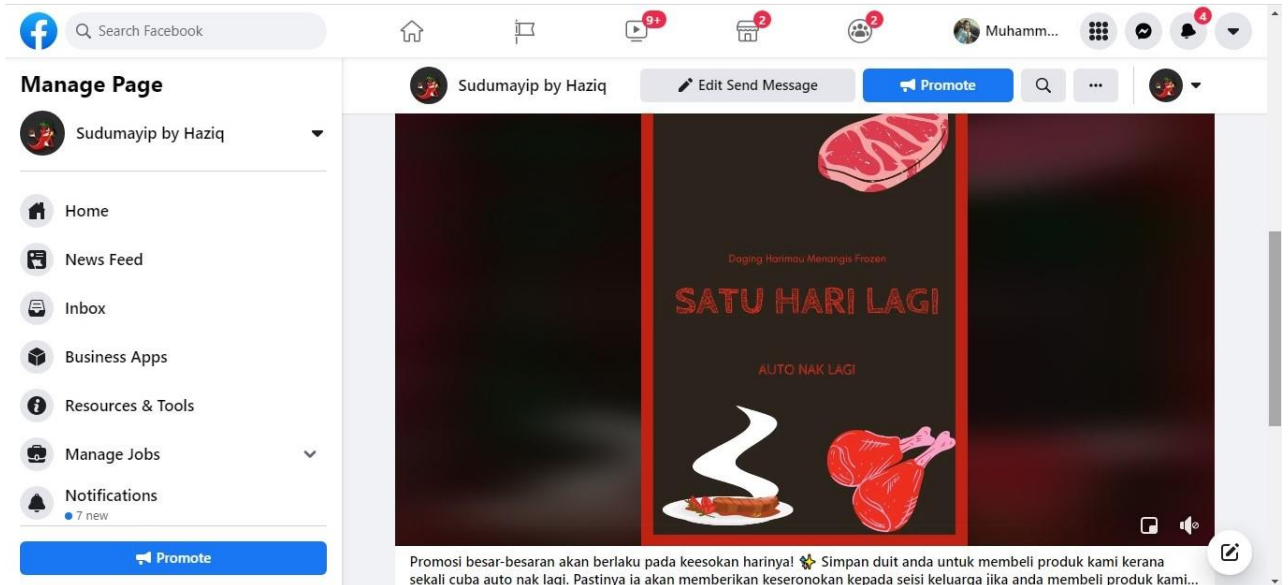 Search Facebook
9+
2
2
Muhamm...
4
Manage Page
Sudumayip by Haziq
Edit Send Message
Promote
Sudumayip by Haziq
Home
News Feed
Inbox
Business Apps
Resources & Tools
Manage Jobs
Notifications
7 new
Promote
Daging Harimau Menangis Frozen
SATU HARI LAGI
AUTO NAK LAGI
Promosi besar-besaran akan berlaku pada keesokan harinya! ✨ Simpan duit anda untuk membeli produk kami kerana
sekali cuba auto nak lagi. Pastinya ia akan memberikan keseronokan kepada seisi keluarga jika anda membeli produk kami...